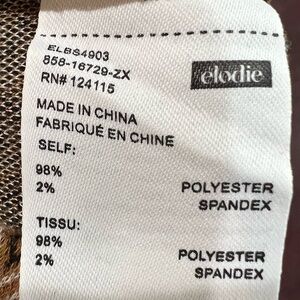 ELBS4903
858-16729-ZX
RN# 124115
élodie
MADE IN CHINA
FABRIQUÉ EN CHINE
SELF:
98% POLYESTER
2% SPANDEX
TISSU:
98% POLYESTER
2% SPANDEX